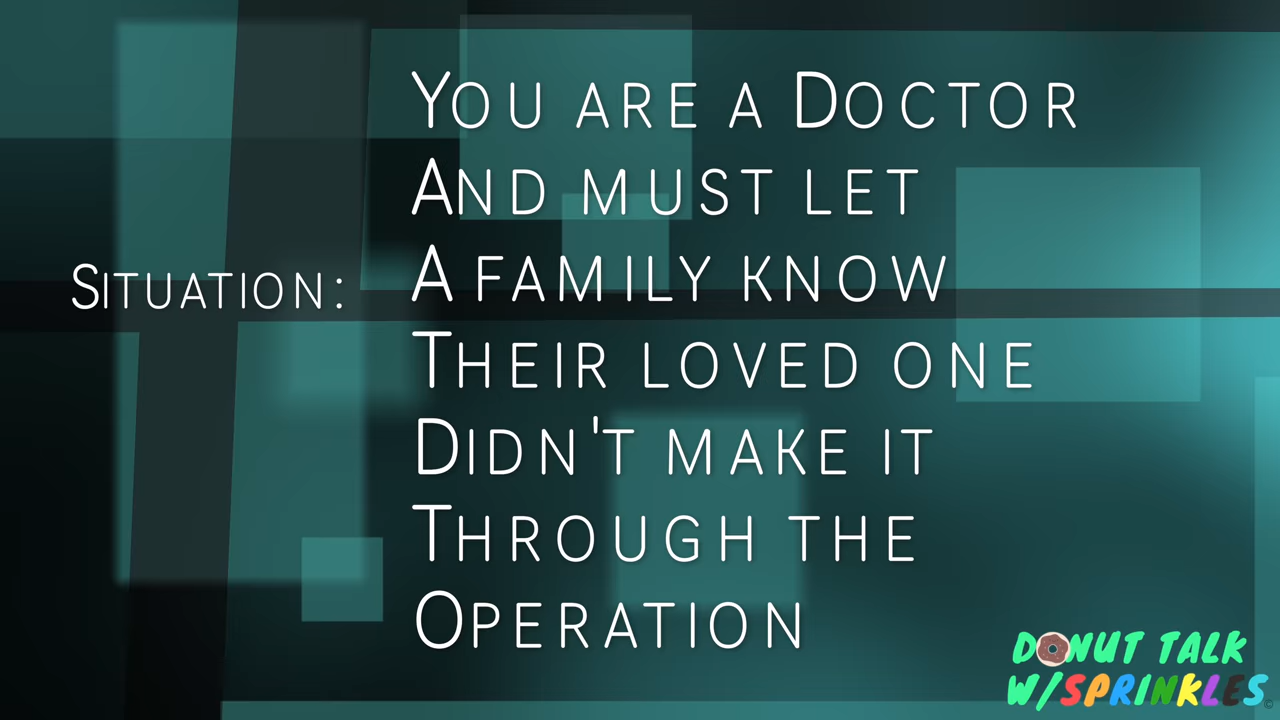 Situation:
You are a Doctor
And must let
A family know
Their loved one
Didn't make it
Through the
Operation
DONUT TALK
W/SPRINKLES
©